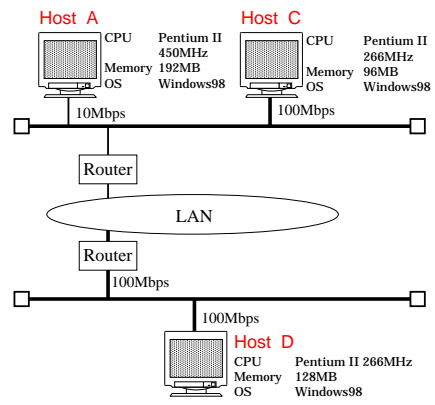 Host A
CPU Pentium II
450MHz
Memory 192MB
OS Windows98
10Mbps
Host C
CPU Pentium II
266MHz
Memory 96MB
OS Windows98
100Mbps
Router
LAN
Router
100Mbps
100Mbps
Host D
CPU Pentium II 266MHz
Memory 128MB
OS Windows98